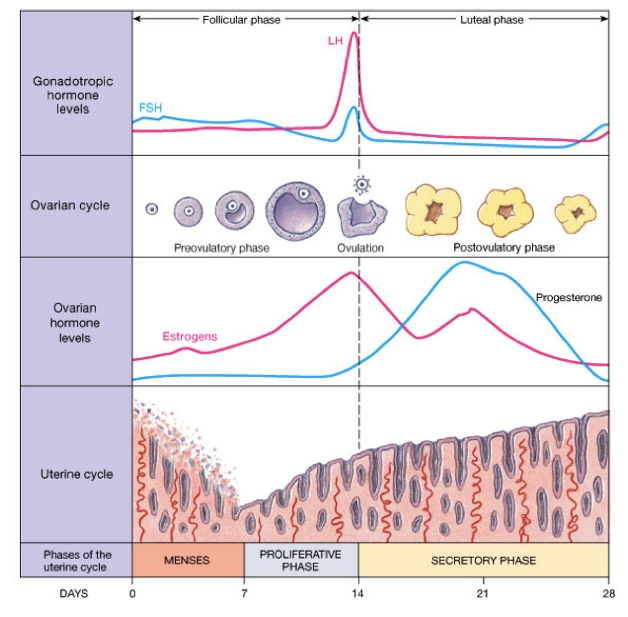 Follicular phase
Luteal phase
LH
Gonadotropic
hormone
levels
FSH
Ovarian cycle
Preovulatory phase
Ovulation
Postovulatory phase
Progesterone
Ovarian
hormone
levels
Estrogens
Uterine cycle
Phases of the
uterine cycle
MENSES
PROLIFERATIVE
PHASE
SECRETORY PHASE
DAYS
0
7
14
21
28